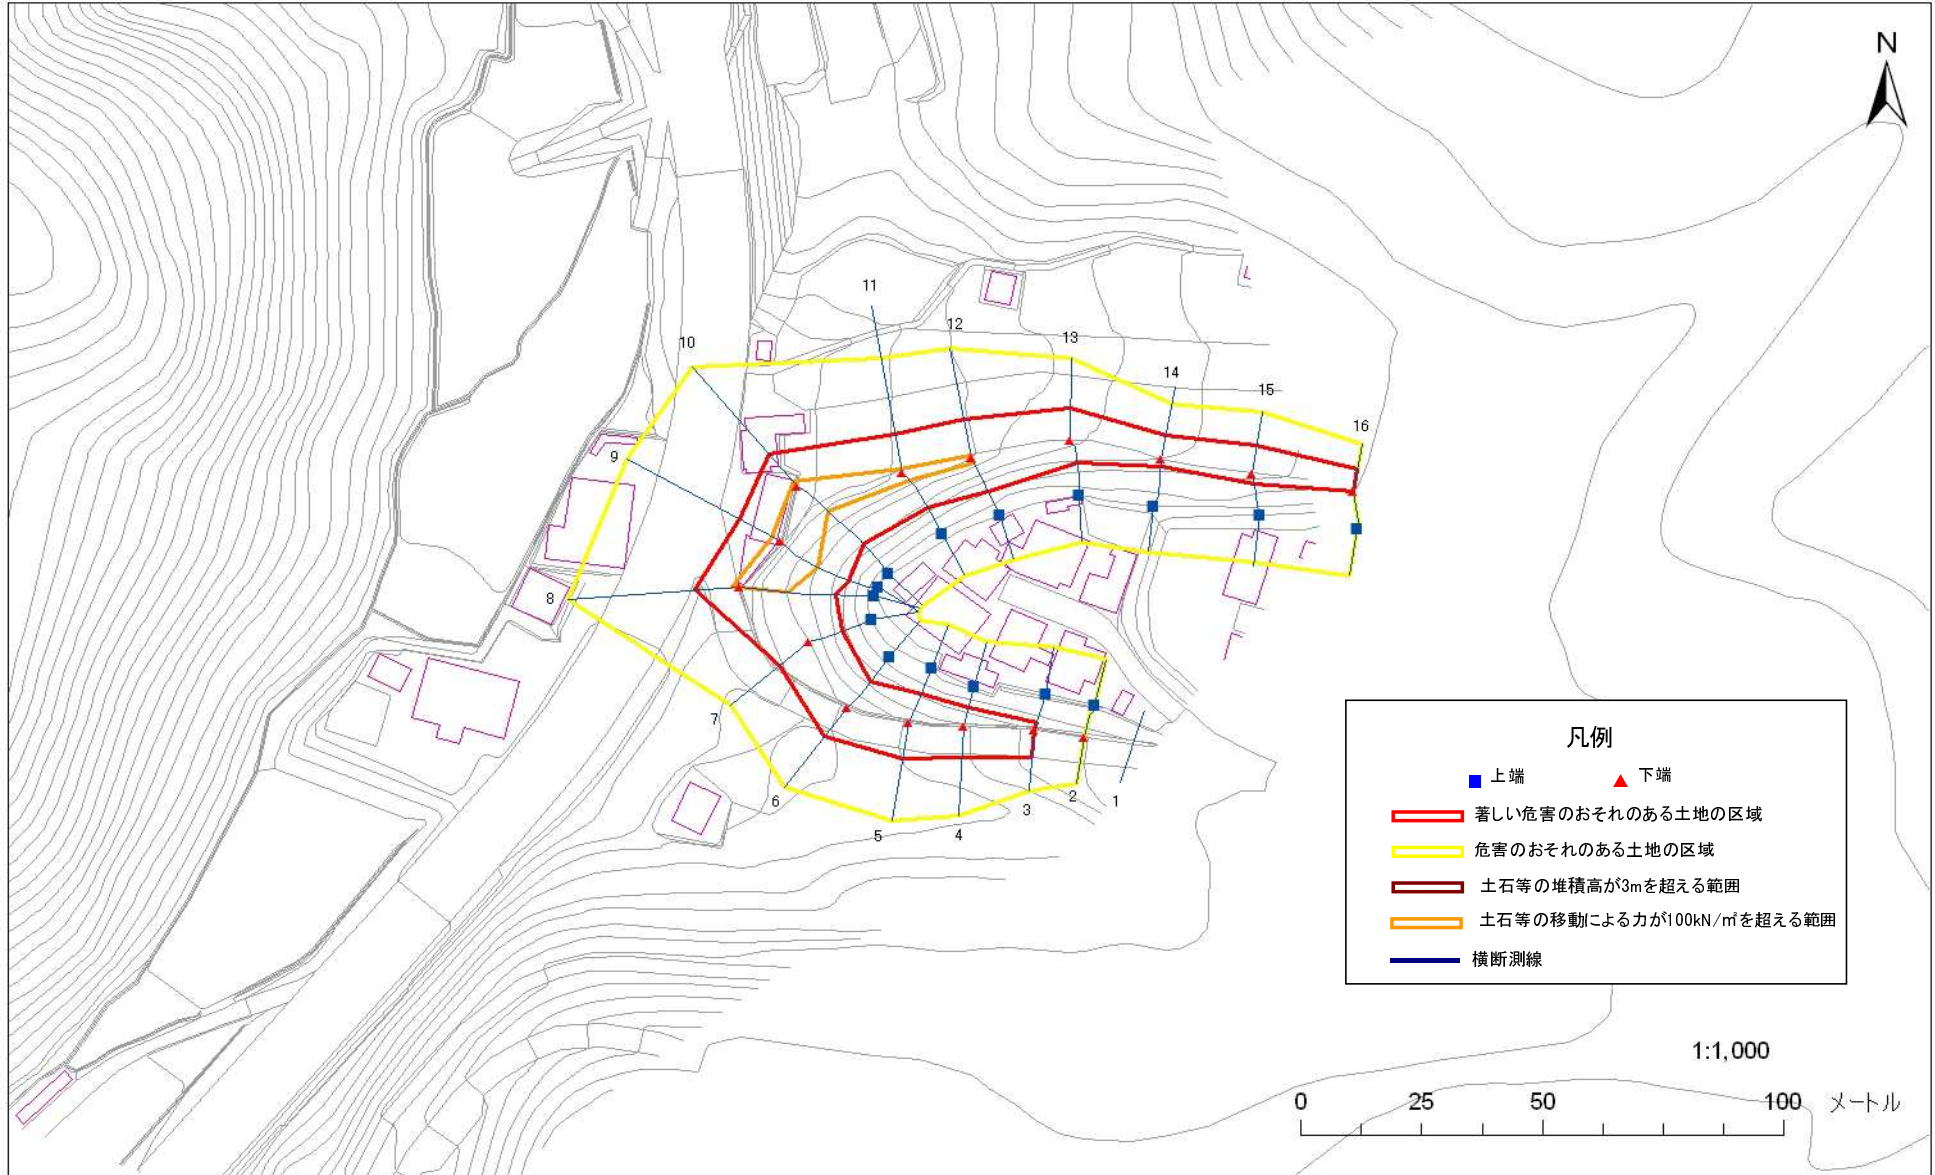 N
11
12
13
10
14
15
16
9
8
7
6
5
4
3
2
1
凡例
上端
下端
著しい危害のおそれのある土地の区域
危害のおそれのある土地の区域
土石等の堆積高が3mを超える範囲
土石等の移動による力が100kN/㎡を超える範囲
横断測線
1:1,000
0 25 50 100 メートル